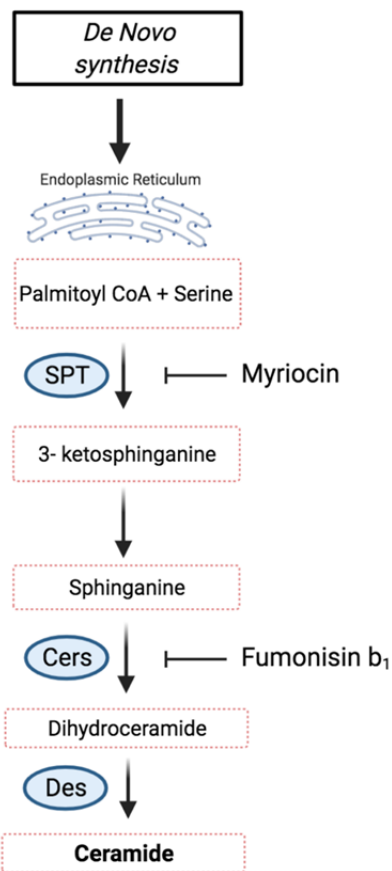 De Novo
synthesis
Endoplasmic Reticulum
Palmitoyl CoA + Serine
SPT
Myriocin
3- ketosphinganine
Sphinganine
Cers
Fumonisin b₁
Dihydroceramide
Des
Ceramide